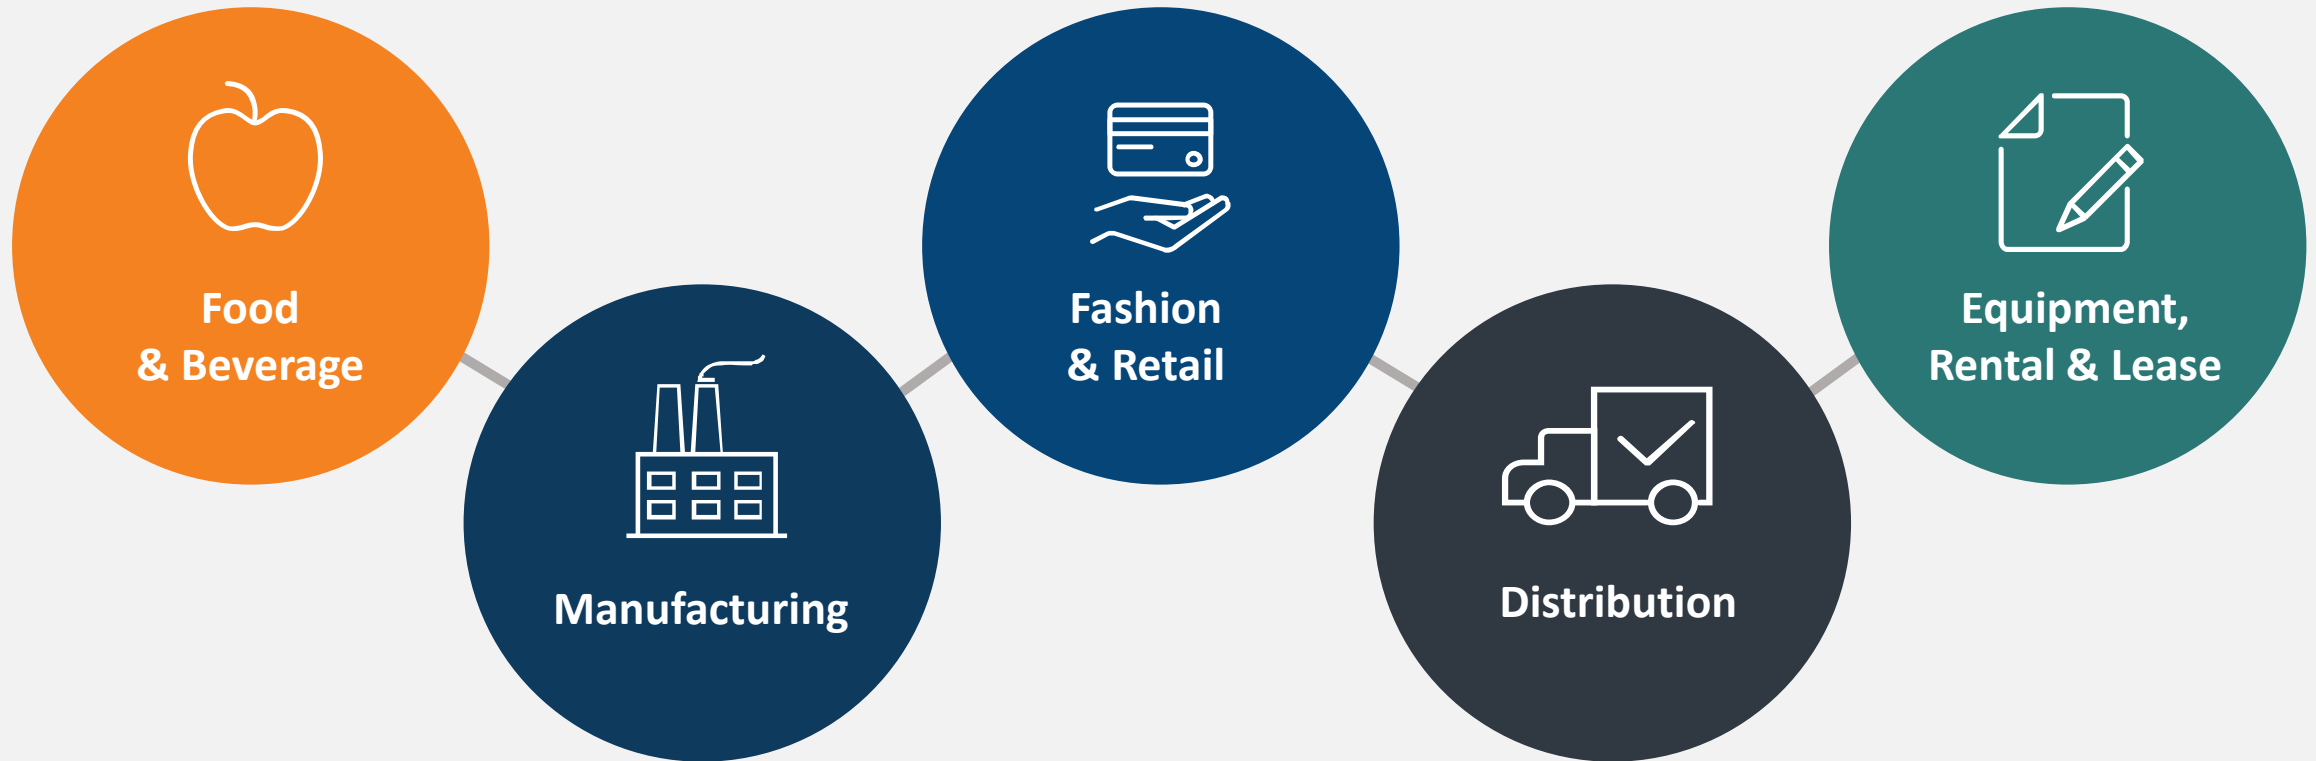 Food
& Beverage
Manufacturing
Fashion
& Retail
Distribution
Equipment,
Rental & Lease